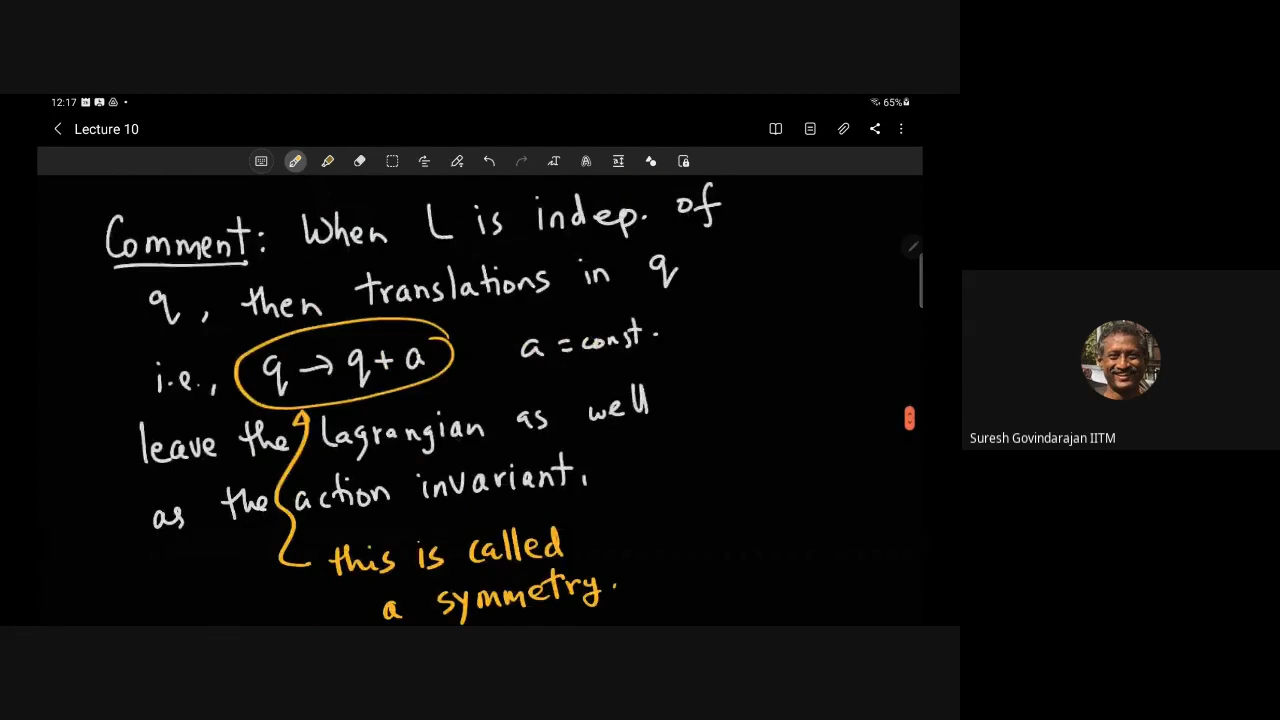 12:17
65%
Lecture 10
Comment: When L is indep. of
q, then translations in q
i.e., q → q + a a = const.
leave the Lagrangian as well
as the action invariant.
this is called
a symmetry.
Suresh Govindarajan IITM